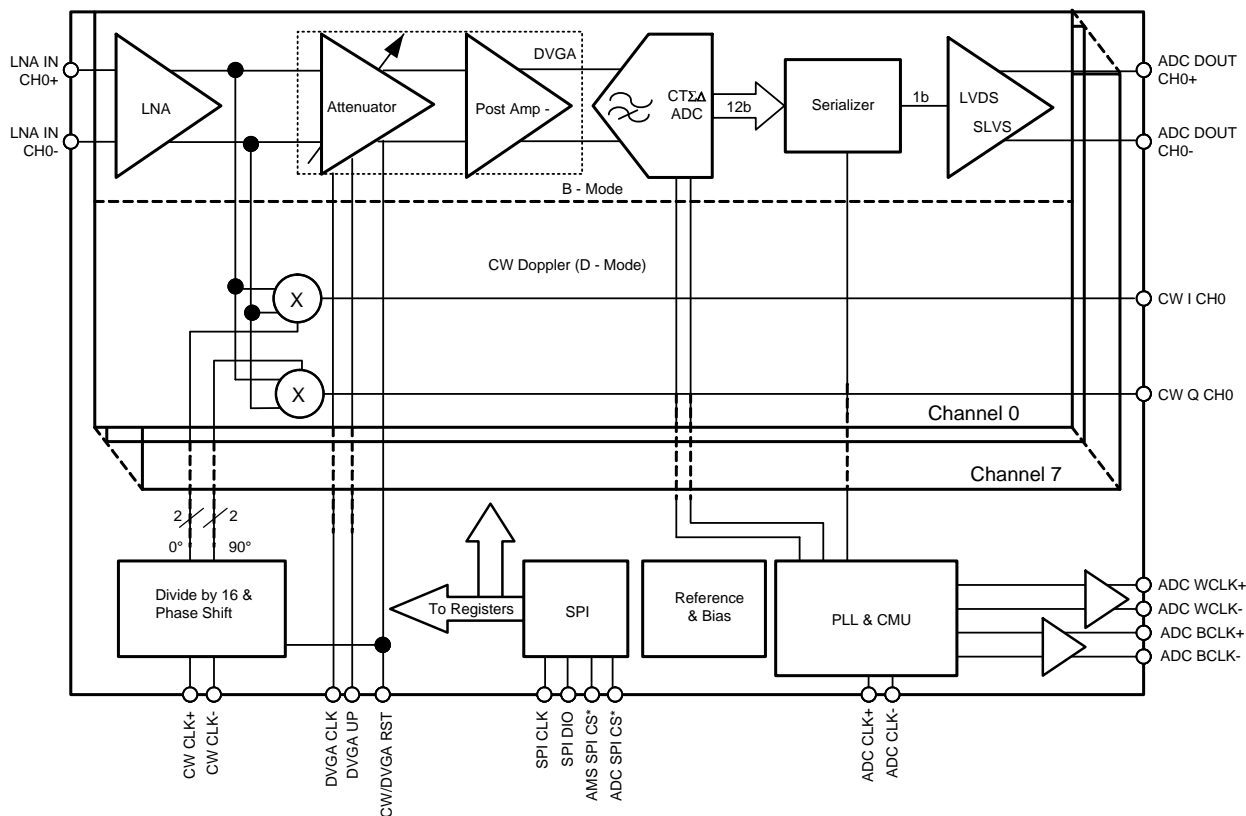 LNA IN
CH0+
LNA IN
CH0-
LNA
Attenuator
Post Amp -
DVGA
CTΣΔ
ADC
12b
Serializer
1b
LVDS
SLVS
ADC DOUT
CH0+
ADC DOUT
CH0-
B - Mode
CW Doppler (D - Mode)
X
CW I CH0
X
CW Q CH0
Channel 0
Channel 7
2
2
0°
90°
Divide by 16 &
Phase Shift
To Registers
SPI
Reference
& Bias
PLL & CMU
ADC WCLK+
ADC WCLK-
ADC BCLK+
ADC BCLK-
CW CLK+
CW CLK-
DVGA CLK
DVGA UP
CW/DVGA RST
SPI CLK
SPI DIO
AMS SPI CS*
ADC SPI CS*
ADC CLK+
ADC CLK-